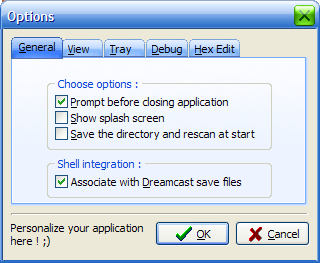 Options
General View Tray Debug Hex Edit
Choose options :
Prompt before closing application
Show splash screen
Save the directory and rescan at start
Shell integration :
Associate with Dreamcast save files
Personalize your application
here ! ;)
OK Cancel